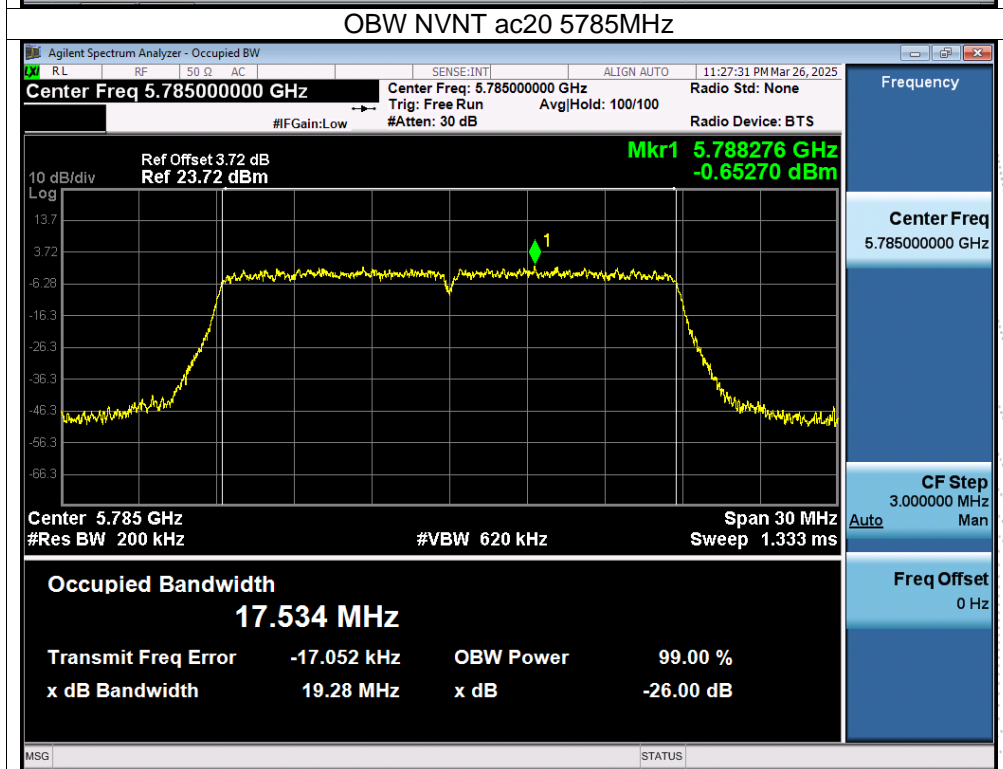 OBW NVNT ac20 5785MHz
Agilent Spectrum Analyzer - Occupied BW
LXI RL RF 50 Ω AC SENSE:INT ALIGN AUTO 11:27:31 PM Mar 26, 2025
Center Freq 5.785000000 GHz
Center Freq: 5.785000000 GHz Radio Std: None
Trig: Free Run Avg|Hold: 100/100
#IFGain:Low #Atten: 30 dB Radio Device: BTS
Frequency
Mkr1 5.788276 GHz
-0.65270 dBm
Ref Offset 3.72 dB
10 dB/div Ref 23.72 dBm
Log
13.7
3.72
-6.28
-16.3
-26.3
-36.3
-46.3
-56.3
-66.3
1
Center 5.785 GHz Span 30 MHz
#Res BW 200 kHz #VBW 620 kHz Sweep 1.333 ms
Center Freq
5.785000000 GHz
CF Step
3.000000 MHz
Auto Man
Freq Offset
0 Hz
Occupied Bandwidth
17.534 MHz
Transmit Freq Error -17.052 kHz OBW Power 99.00 %
x dB Bandwidth 19.28 MHz x dB -26.00 dB
MSG STATUS